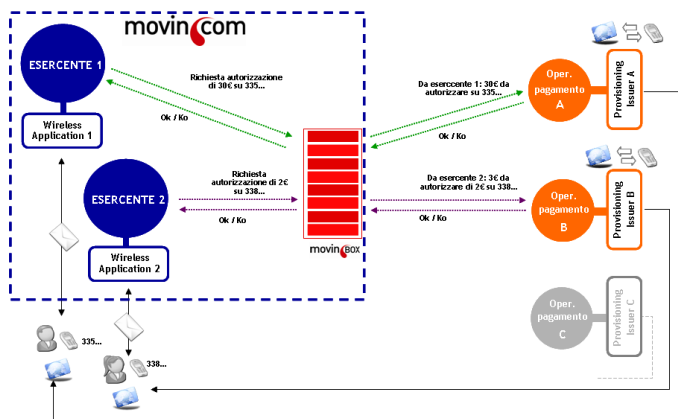 movincom
ESERCENTE 1
Wireless
Application 1
Richiesta autorizzazione
di 30€ su 335...
Ok / Ko
Da eserccente 1: 30€ da
autorizzare su 335...
Ok / Ko
Oper.
pagamento
A
Provisioning
Issuer A
ESERCENTE 2
Wireless
Application 2
Richiesta
autorizzazione di 2€
su 338...
Ok / Ko
movincBOX
Da esercente 2: 3€ da
autorizzare di 2€ su 338...
Ok / Ko
Oper.
pagamento
B
Provisioning
Issuer B
Oper.
pagamento
C
Provisioning
Issuer C
335...
338...